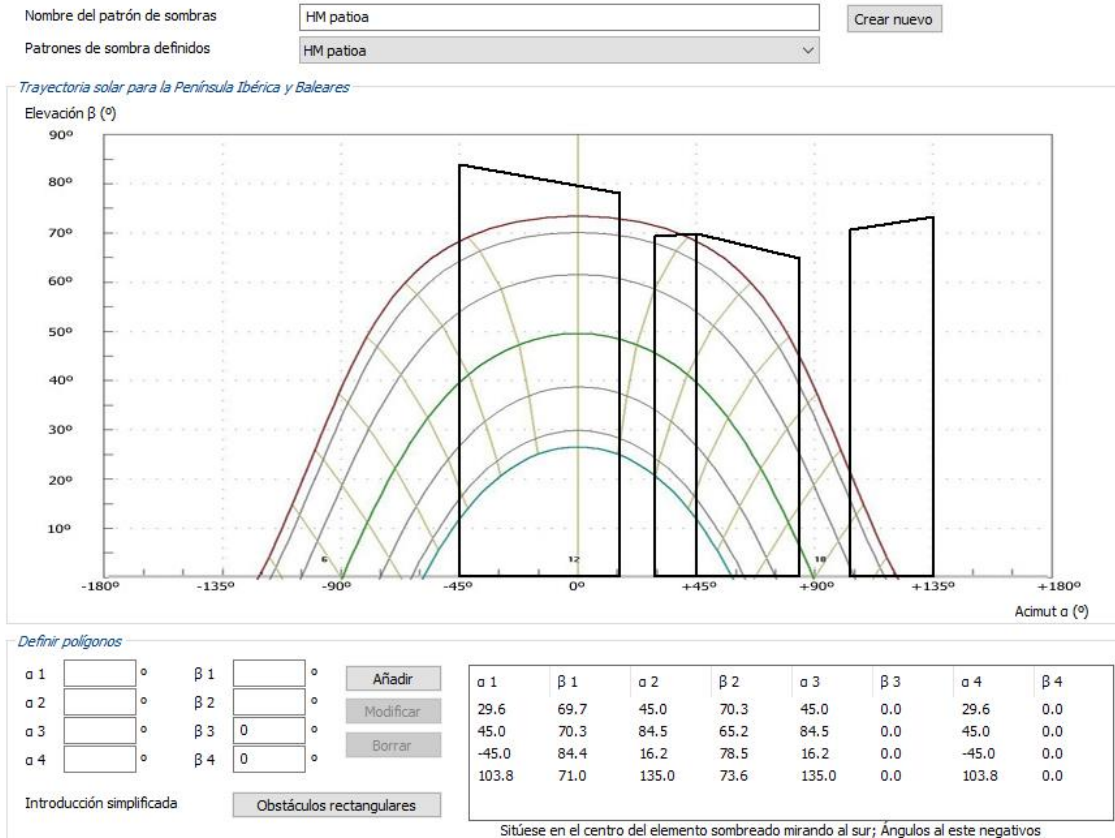 Nombre del patrón de sombras HM patioa Crear nuevo
Patrones de sombra definidos HM patioa
Trayectoria solar para la Península Ibérica y Baleares
Elevación β (º)
90º
80º
70º
60º
50º
40º
30º
20º
10º
6 12 18
-180º -135º -90º -45º 0º +45º +90º +135º +180º
Acimut α (º)
Definir polígonos
α 1 º β 1 º Añadir
α 2 º β 2 º Modificar
α 3 º β 3 0 º Borrar
α 4 º β 4 0 º
Introducción simplificada Obstáculos rectangulares
α 1 β 1 α 2 β 2 α 3 β 3 α 4 β 4
29.6 69.7 45.0 70.3 45.0 0.0 29.6 0.0
45.0 70.3 84.5 65.2 84.5 0.0 45.0 0.0
-45.0 84.4 16.2 78.5 16.2 0.0 -45.0 0.0
103.8 71.0 135.0 73.6 135.0 0.0 103.8 0.0
Sitúese en el centro del elemento sombreado mirando al sur; Ángulos al este negativos